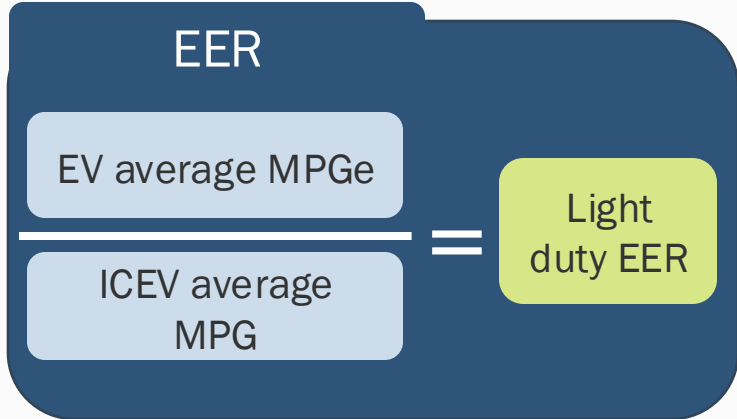 EER
EV average MPGe
ICEV average
MPG
=
Light
duty EER